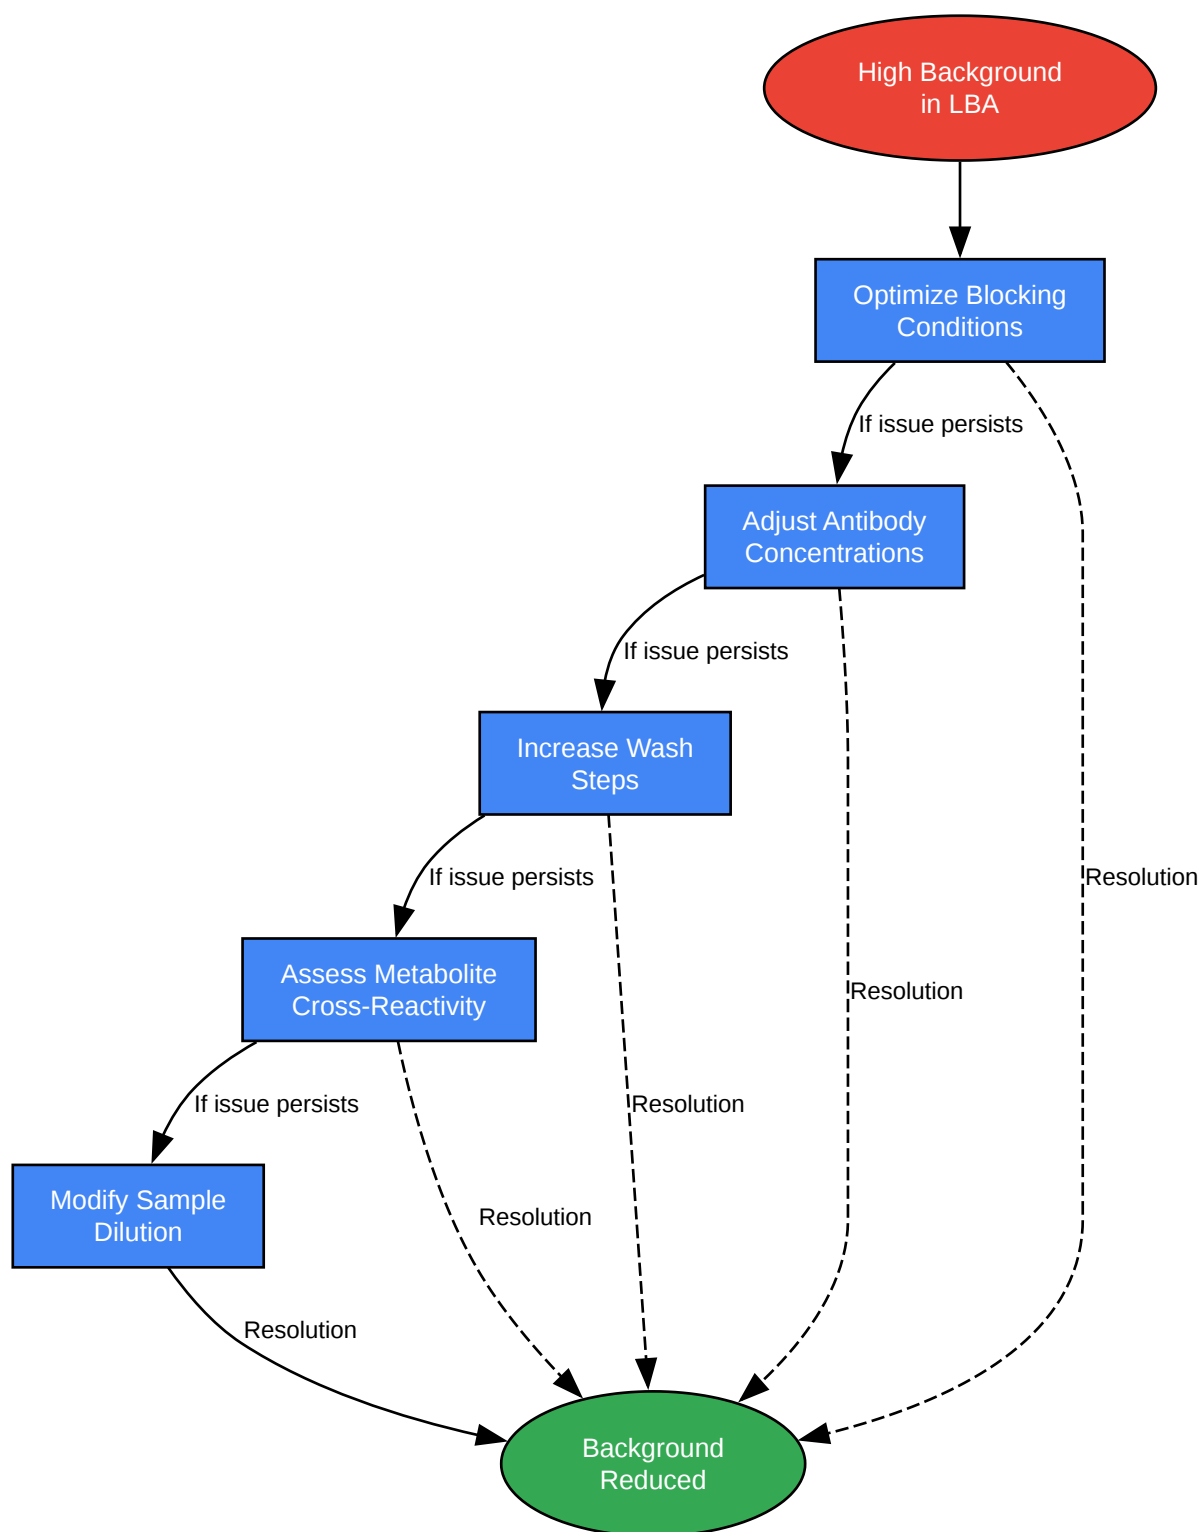 High Background
in LBA
Optimize Blocking
Conditions
If issue persists
Adjust Antibody
Concentrations
If issue persists
Increase Wash
Steps
If issue persists
Resolution
Assess Metabolite
Cross-Reactivity
Resolution
If issue persists
Resolution
Modify Sample
Dilution
Resolution
Resolution
Background
Reduced